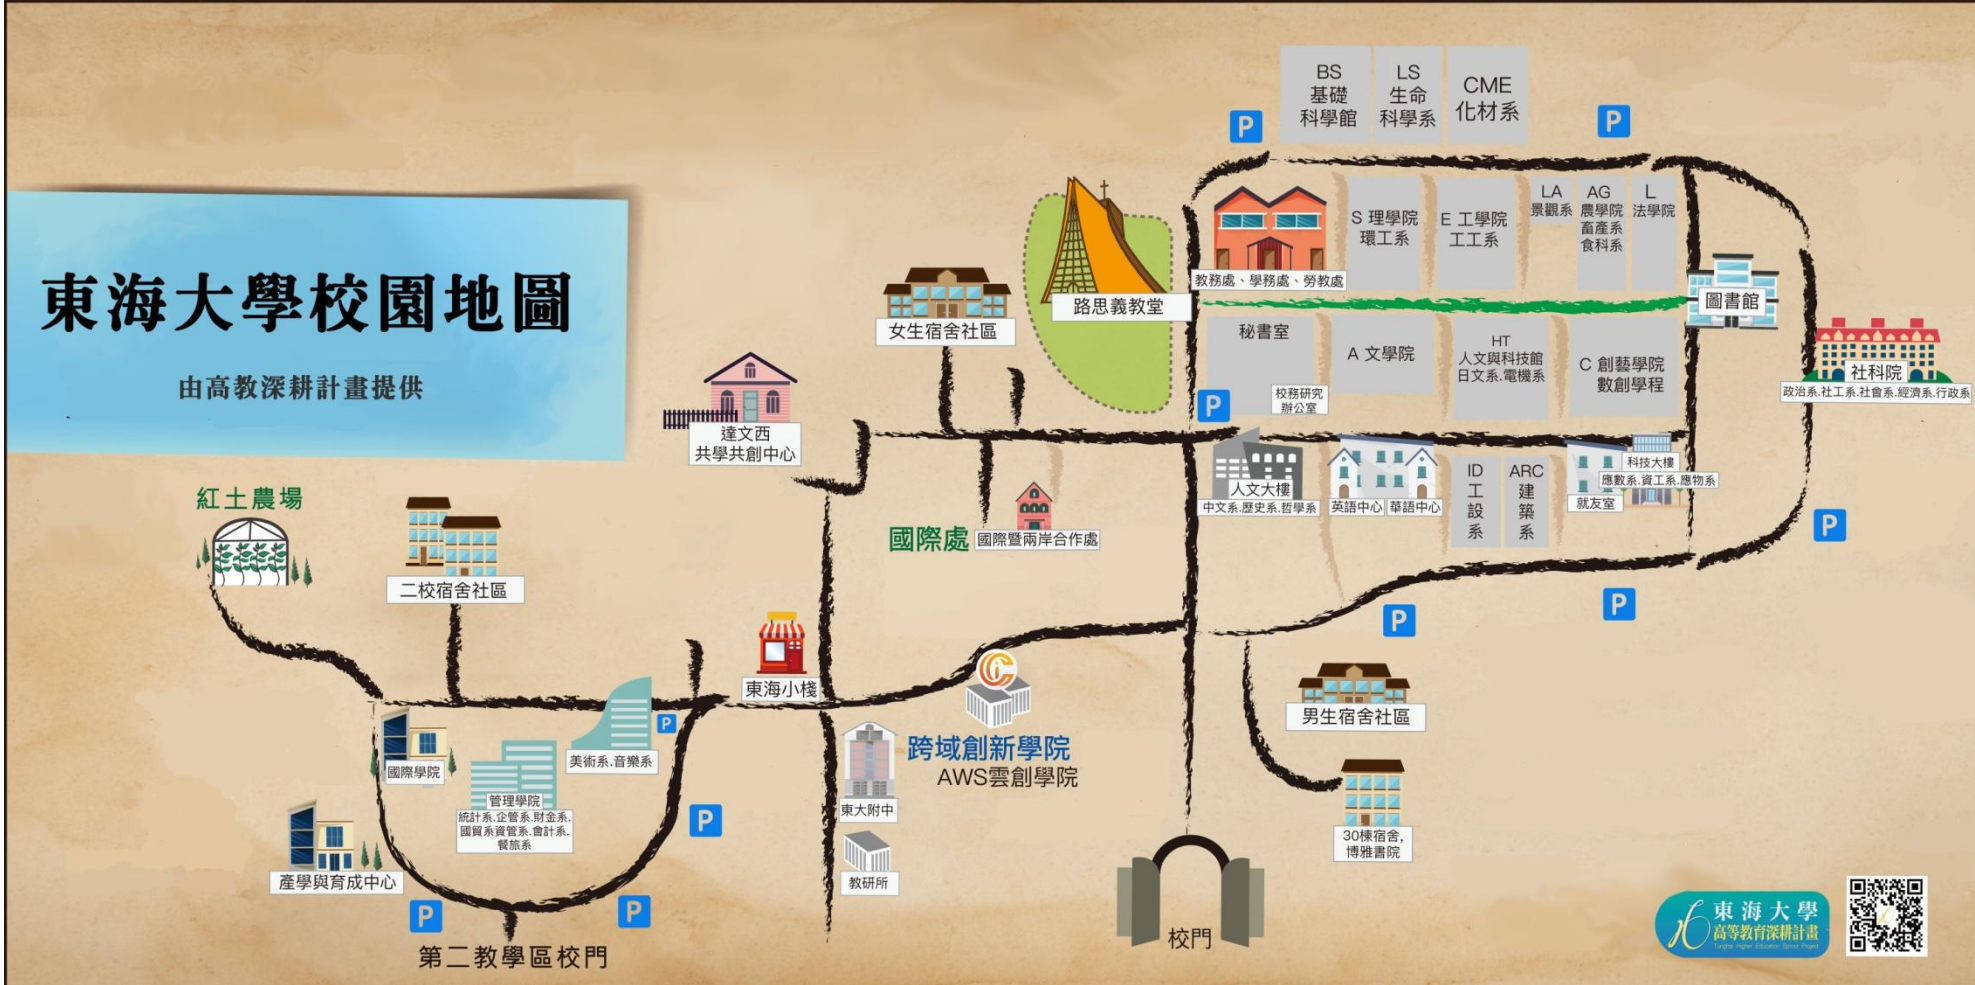 東海大學校園地圖
由高教深耕計畫提供
BS
基礎
科學館
LS
生命
科學系
CME
化材系
P
P
教務處、學務處、勞教處
S 理學院
環工系
E 工學院
工工系
LA
景觀系
AG
農學院
畜產系
食科系
L
法學院
路思義教堂
女生宿舍社區
圖書館
秘書室
校務研究
辦公室
A 文學院
HT
人文與科技館
日文系.電機系
C 創藝學院
數創學程
社科院
政治系.社工系.社會系.經濟系.行政系
P
達文西
共學共創中心
人文大樓
中文系.歷史系.哲學系
英語中心
華語中心
ID
工
設
系
ARC
建
築
系
就友室
科技大樓
應數系.資工系.應物系
P
紅土農場
二校宿舍社區
國際處
國際暨兩岸合作處
P
P
東海小棧
跨域創新學院
AWS雲創學院
男生宿舍社區
30棟宿舍,
博雅書院
國際學院
美術系.音樂系
P
管理學院
統計系.企管系.財金系.
國貿系資管系.會計系.
餐旅系
P
東大附中
教研所
產學與育成中心
P
P
第二教學區校門
校門
東海大學
高等教育深耕計畫
Tunghai Higher Education Sprout Project